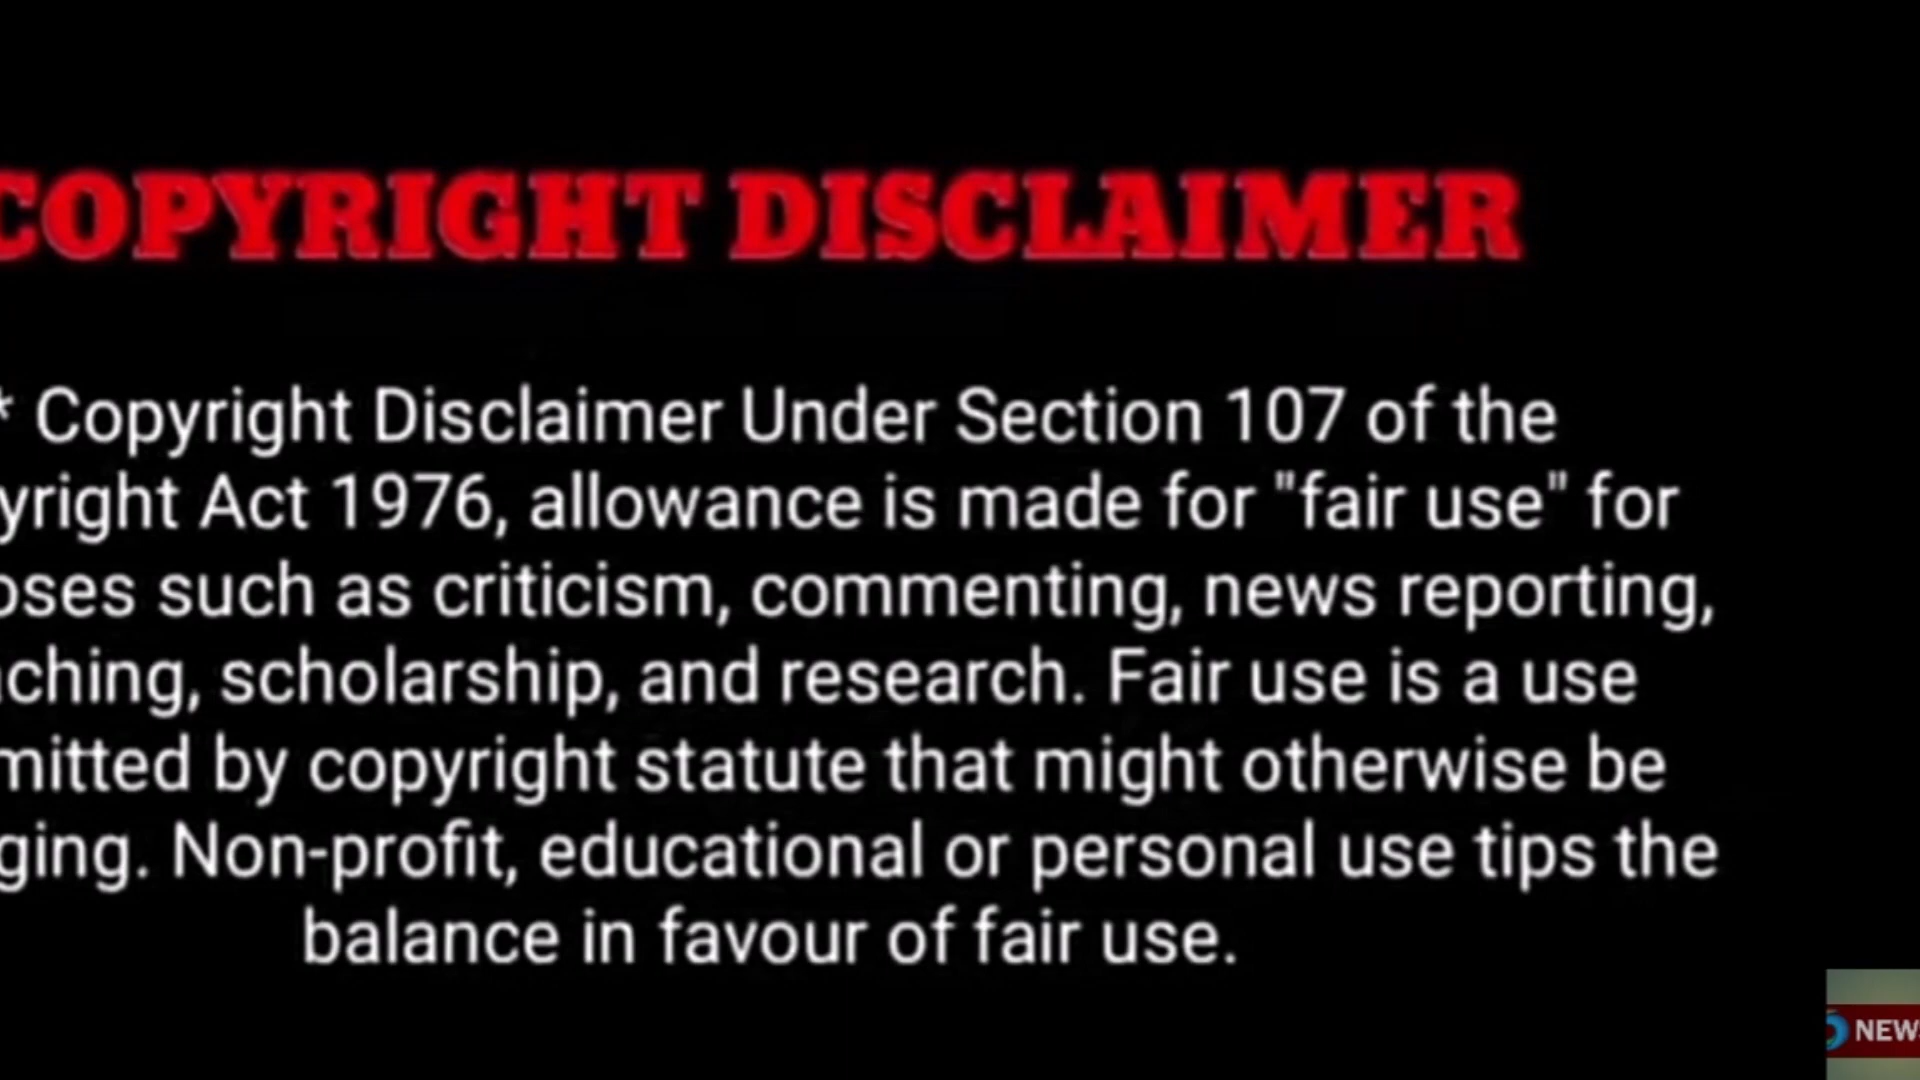 COPYRIGHT DISCLAIMER
* Copyright Disclaimer Under Section 107 of the
yright Act 1976, allowance is made for "fair use" for
oses such as criticism, commenting, news reporting,
ching, scholarship, and research. Fair use is a use
mitted by copyright statute that might otherwise be
ging. Non-profit, educational or personal use tips the
balance in favour of fair use.
NEWS